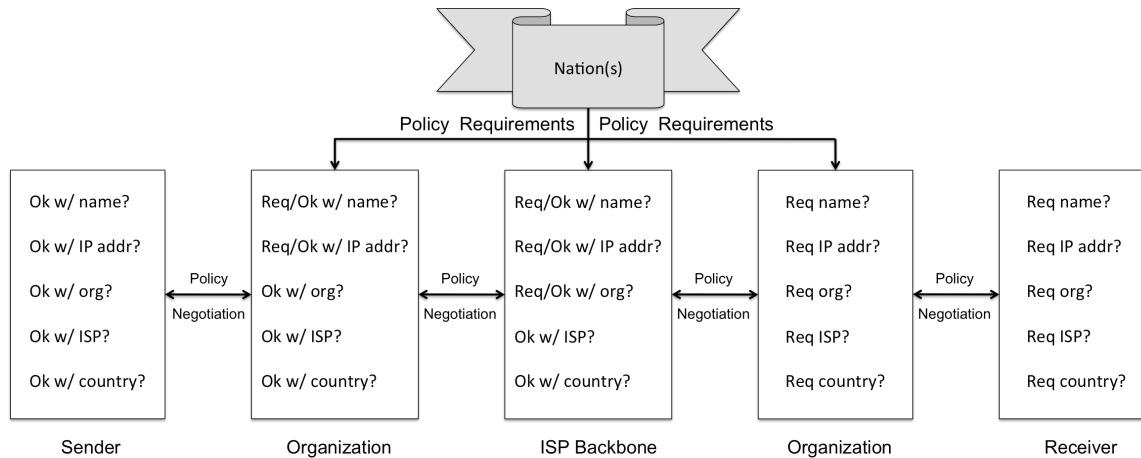 Nation(s)
Policy Requirements
Policy Requirements
Ok w/ name?
Ok w/ IP addr?
Ok w/ org?
Ok w/ ISP?
Ok w/ country?
Sender
Policy
Negotiation
Req/Ok w/ name?
Req/Ok w/ IP addr?
Ok w/ org?
Ok w/ ISP?
Ok w/ country?
Organization
Policy
Negotiation
Req/Ok w/ name?
Req/Ok w/ IP addr?
Req/Ok w/ org?
Ok w/ ISP?
Ok w/ country?
ISP Backbone
Policy
Negotiation
Req name?
Req IP addr?
Req org?
Req ISP?
Req country?
Organization
Policy
Negotiation
Req name?
Req IP addr?
Req org?
Req ISP?
Req country?
Receiver